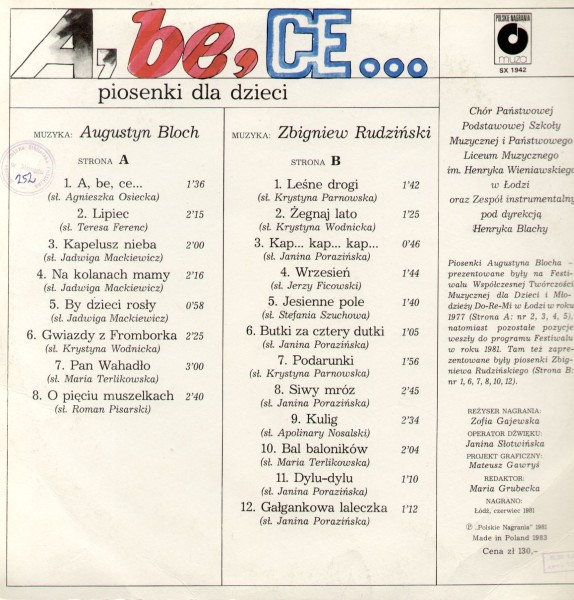 A, be, CE...
piosenki dla dzieci
POLSKIE NAGRANIA
muza
SX 1942
MUZYKA: Augustyn Bloch
STRONA A
252
1. A, be, ce... 1'36
(sł. Agnieszka Osiecka)
2. Lipiec 2'15
(sł. Teresa Ferenc)
3. Kapelusz nieba 2'00
(sł. Jadwiga Mackiewicz)
4. Na kolanach mamy 2'16
(sł. Jadwiga Mackiewicz)
5. By dzieci rosły 0'58
(sł. Jadwiga Mackiewicz)
6. Gwiazdy z Fromborka 2'25
(sł. Krystyna Wodnicka)
7. Pan Wahadło 3'00
(sł. Maria Terlikowska)
8. O pięciu muszelkach 2'40
(sł. Roman Pisarski)
MUZYKA: Zbigniew Rudziński
STRONA B
1. Leśne drogi 1'42
(sł. Krystyna Parnowska)
2. Żegnaj lato 1'25
(sł. Krystyna Wodnicka)
3. Kap... kap... kap... 0'46
(sł. Janina Porazińska)
4. Wrzesień 1'44
(sł. Jerzy Ficowski)
5. Jesienne pole 1'40
(sł. Stefania Szuchowa)
6. Butki za cztery dutki 1'05
(sł. Janina Porazińska)
7. Podarunki 1'56
(sł. Krystyna Parnowska)
8. Siwy mróz 2'45
(sł. Janina Porazińska)
9. Kulig 2'34
(sł. Apolinary Nosalski)
10. Bal baloników 2'04
(sł. Maria Terlikowska)
11. Dylu-dylu 1'10
(sł. Janina Porazińska)
12. Gałgankowa laleczka 1'12
(sł. Janina Porazińska)
Chór Państwowej
Podstawowej Szkoły
Muzycznej i Państwowego
Liceum Muzycznego
im. Henryka Wieniawskiego
w Łodzi
oraz Zespół instrumentalny
pod dyrekcją
Henryka Blachy
Piosenki Augustyna Blocha -
prezentowane były na Festi-
walu Współczesnej Twórczości
Muzycznej dla Dzieci i Mło-
dzieży Do-Re-Mi w Łodzi w roku
1977 (Strona A: nr 2, 3, 4, 5),
natomiast pozostałe pozycje
weszły do programu Festiwalu
w roku 1981. Tam też zapre-
zentowane były piosenki Zbig-
niewa Rudzińskiego (Strona B:
nr 1, 6, 7, 8, 10, 12).
REŻYSER NAGRANIA:
Zofia Gajewska
OPERATOR DŹWIĘKU:
Janina Słotwińska
PROJEKT GRAFICZNY:
Mateusz Gawryś
REDAKTOR:
Maria Grubecka
NAGRANO:
Łódź, czerwiec 1981
℗ „Polskie Nagrania” 1981
Made in Poland 1983
Cena zł 130,-